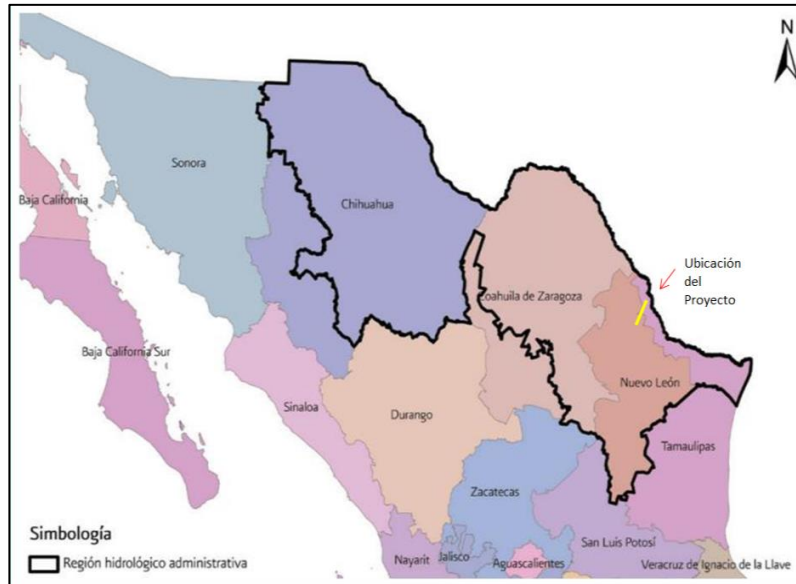 N
Sonora
Baja California
Chihuahua
Ubicación
del
Proyecto
Coahuila de Zaragoza
Baja California Sur
Sinaloa
Durango
Nuevo León
Tamaulipas
Zacatecas
San Luis Potosí
Nayarit
Jalisco
Aguascalientes
Veracruz de Ignacio de la Llave
Simbología
Región hidrológico administrativa